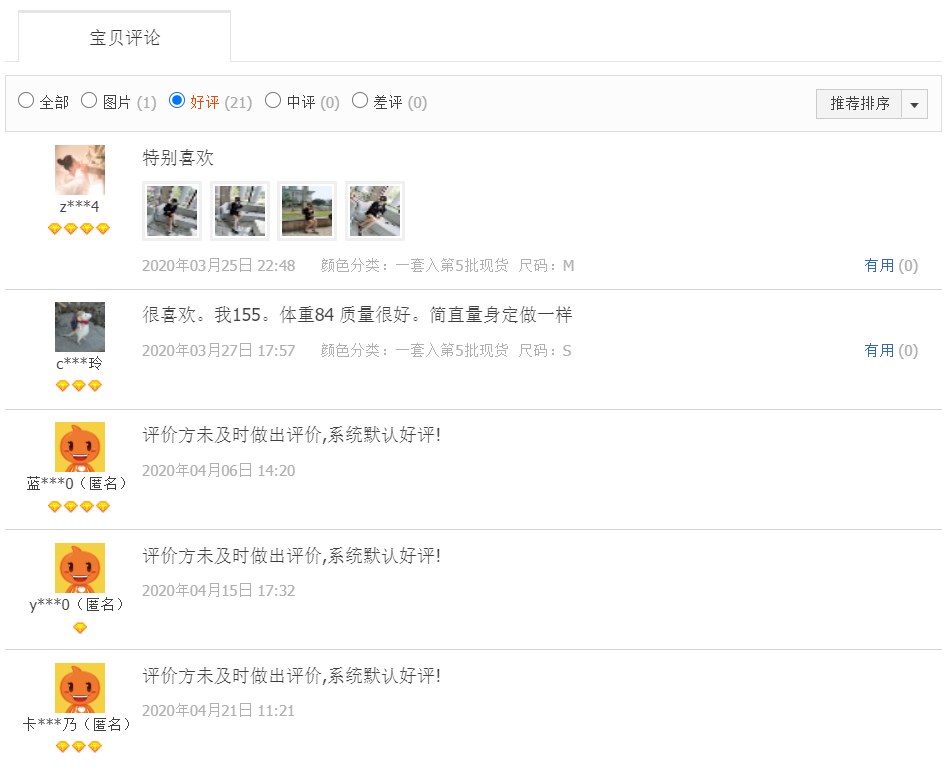 宝贝评论
全部 图片 (1) 好评 (21) 中评 (0) 差评 (0) 推荐排序
特别喜欢
z***4
2020年03月25日 22:48 颜色分类：一套入第5批现货 尺码：M 有用 (0)
很喜欢。我155。体重84 质量很好。简直量身定做一样
c***玲
2020年03月27日 17:57 颜色分类：一套入第5批现货 尺码：S 有用 (0)
评价方未及时做出评价,系统默认好评!
2020年04月06日 14:20
蓝***0（匿名）
评价方未及时做出评价,系统默认好评!
2020年04月15日 17:32
y***0（匿名）
评价方未及时做出评价,系统默认好评!
2020年04月21日 11:21
卡***乃（匿名）